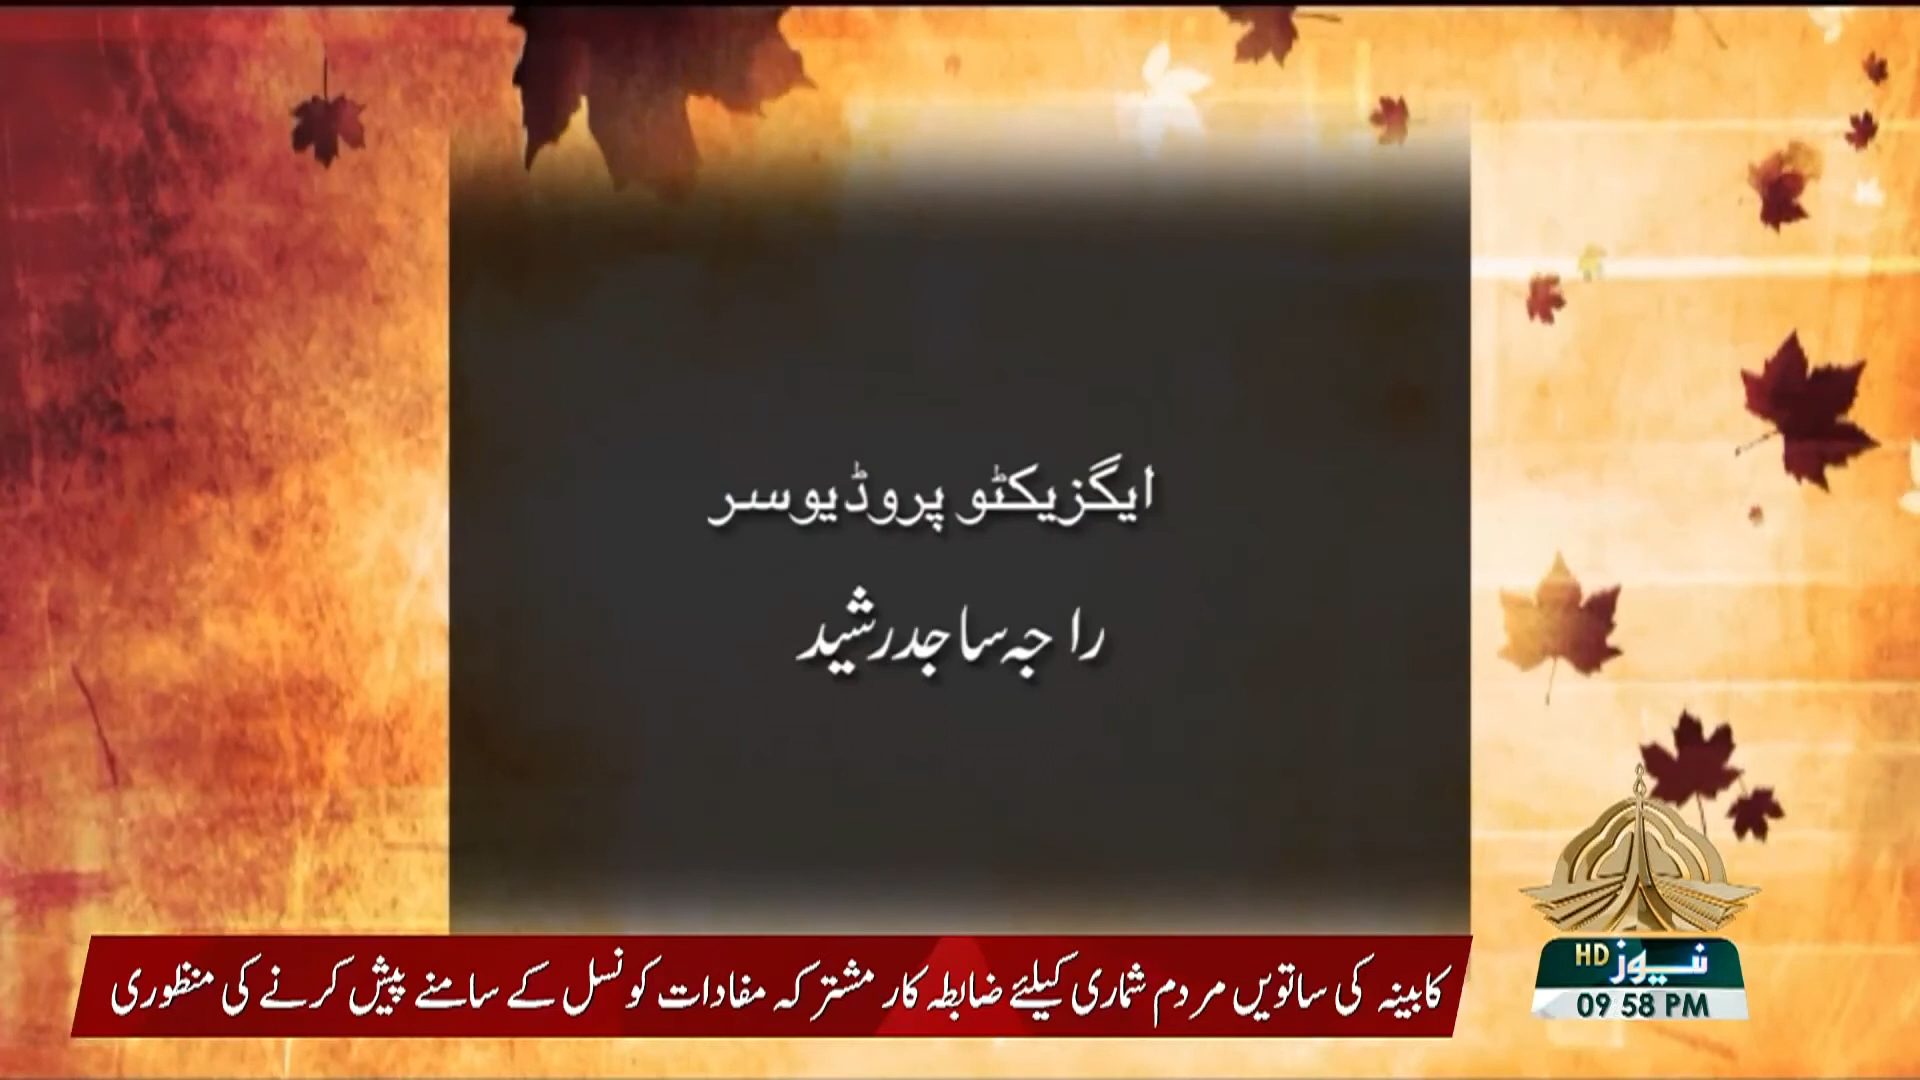 ایگزیکٹو پروڈیوسر
راجہ ساجد رشید
کابینہ کی ساتویں مردم شماری کیلئے ضابطہ کار مشترکہ مفادات کونسل کے سامنے پیش کرنے کی منظوری
نیوز HD
09 58 PM